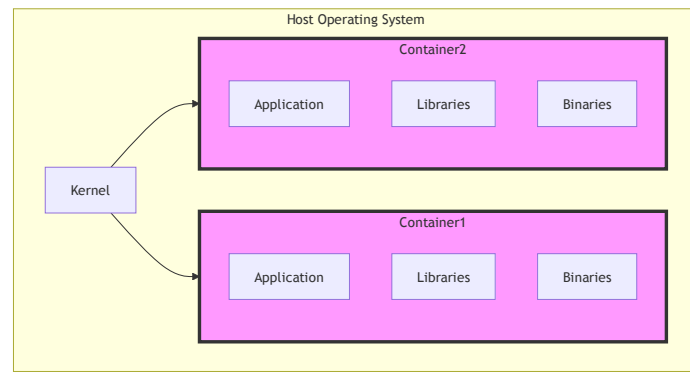 Host Operating System
Container2
Application
Libraries
Binaries
Kernel
Container1
Application
Libraries
Binaries